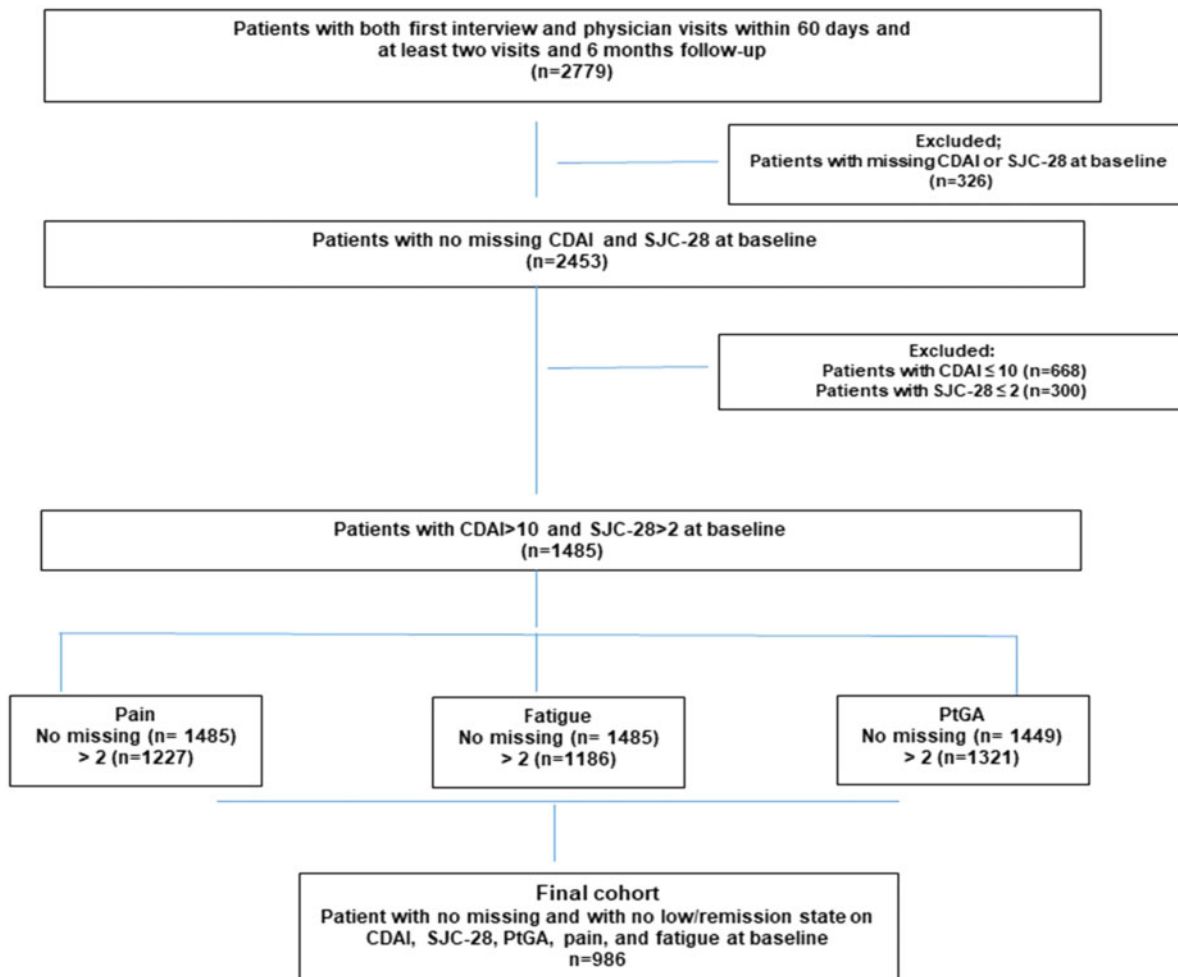 Patients with both first interview and physician visits within 60 days and
at least two visits and 6 months follow-up
(n=2779)
Excluded;
Patients with missing CDAI or SJC-28 at baseline
(n=326)
Patients with no missing CDAI and SJC-28 at baseline
(n=2453)
Excluded:
Patients with CDAI ≤ 10 (n=668)
Patients with SJC-28 ≤ 2 (n=300)
Patients with CDAI>10 and SJC-28>2 at baseline
(n=1485)
Pain
No missing (n= 1485)
> 2 (n=1227)
Fatigue
No missing (n= 1485)
> 2 (n=1186)
PtGA
No missing (n= 1449)
> 2 (n=1321)
Final cohort
Patient with no missing and with no low/remission state on
CDAI, SJC-28, PtGA, pain, and fatigue at baseline
n=986